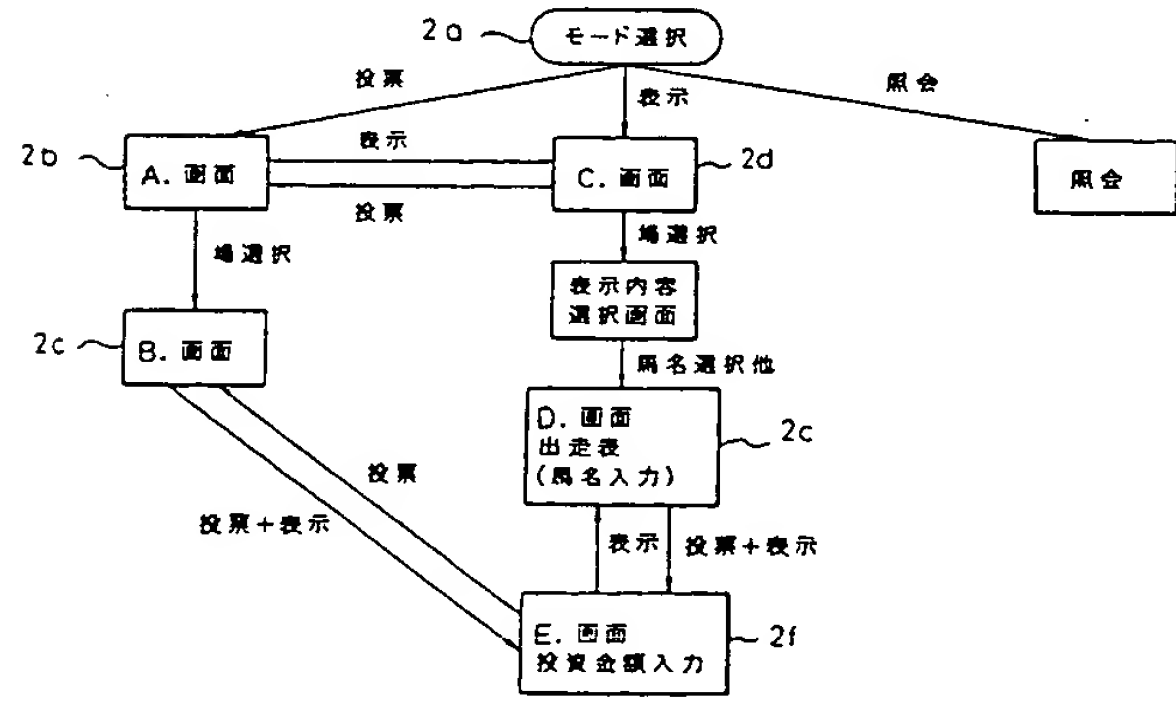 2a
モード選択
投票
表示
照会
2b
A. 画面
表示
投票
C. 画面
2d
照会
場選択
場選択
表示内容
選択画面
2c
B. 画面
馬名選択他
D. 画面
出走表
(馬名入力)
2c
投票
投票+表示
表示
投票+表示
E. 画面
投資金額入力
2f